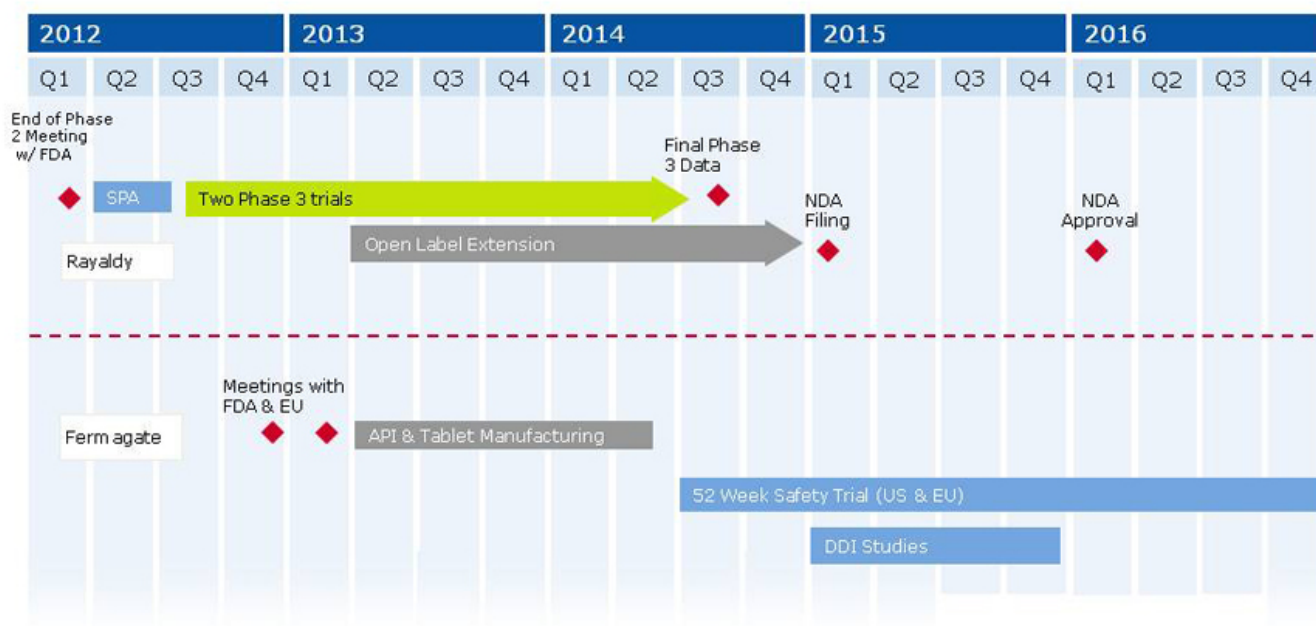 2012 2013 2014 2015 2016
Q1 Q2 Q3 Q4 Q1 Q2 Q3 Q4 Q1 Q2 Q3 Q4 Q1 Q2 Q3 Q4 Q1 Q2 Q3 Q4
End of Phase
2 Meeting
w/ FDA
SPA
Two Phase 3 trials
Final Phase
3 Data
Open Label Extension
NDA
Filing
NDA
Approval
Rayaldy
Meetings with
FDA & EU
Fermagate
API & Tablet Manufacturing
52 Week Safety Trial (US & EU)
DDI Studies